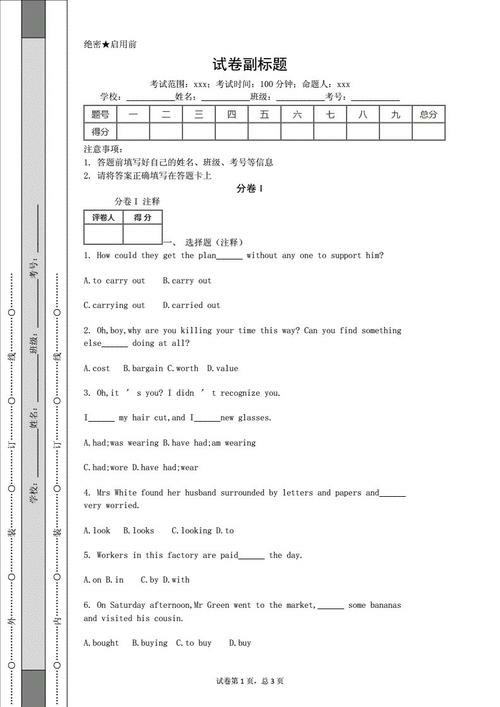 绝密★启用前
试卷副标题
考试范围：xxx；考试时间：100分钟；命题人：xxx
学校：___________姓名：___________班级：___________考号：___________
题号 一 二 三 四 五 六 七 八 九 总分
得分
注意事项：
1. 答题前填写好自己的姓名、班级、考号等信息
2. 请将答案正确填写在答题卡上
分卷I
分卷 I 注释
评卷人 得 分
一、 选择题（注释）
1. How could they get the plan______ without any one to support him?
A.to carry out B.carry out
C.carrying out D.carried out
2. Oh,boy,why are you killing your time this way? Can you find something
else______ doing at all?
A.cost B.bargain C.worth D.value
3. Oh,it ′ s you? I didn ′ t recognize you.
I______ my hair cut,and I______new glasses.
A.had;was wearing B.have had;am wearing
C.had;wore D.have had;wear
4. Mrs White found her husband surrounded by letters and papers and______
very worried.
A.look B.looks C.looking D.to
5. Workers in this factory are paid______ the day.
A.on B.in C.by D.with
6. On Saturday afternoon,Mr Green went to the market,______ some bananas
and visited his cousin.
A.bought B.buying C.to buy D.buy
试卷第 1 页，总 3 页
…………○…………外…………○…………装…………○…………订…………○…………线…………○…………
学校：___________姓名：___________班级：___________考号：___________
…………○…………内…………○…………装…………○…………订…………○…………线…………○…………